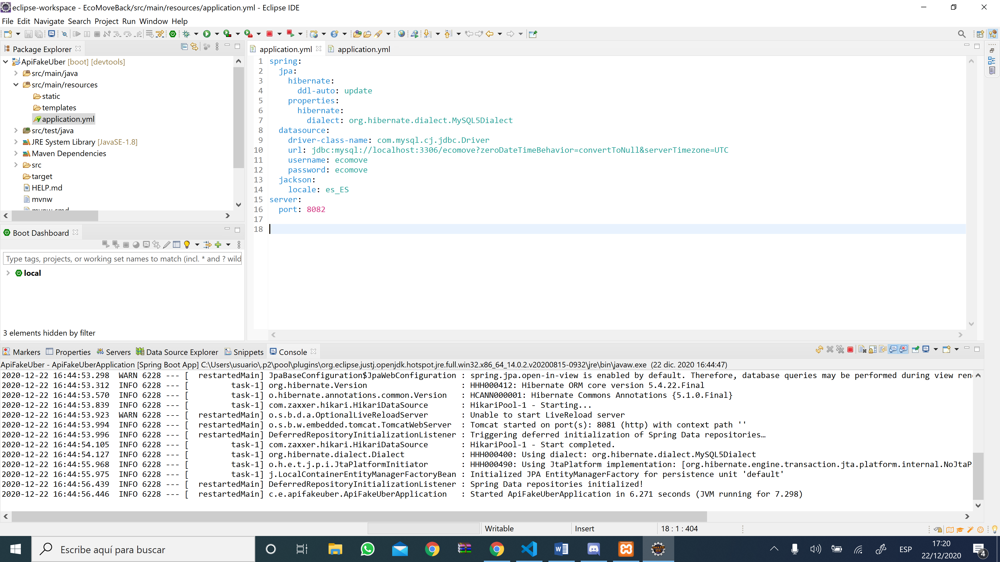 eclipse-workspace - EcoMoveBack/src/main/resources/application.yml - Eclipse IDE
File Edit Navigate Search Project Run Window Help
Package Explorer
ApiFakeUber [boot] [devtools]
src/main/java
src/main/resources
static
templates
application.yml
src/test/java
JRE System Library [JavaSE-1.8]
Maven Dependencies
src
target
HELP.md
mvnw
mvnw.cmd
Boot Dashboard
Type tags, projects, or working set names to match (incl. * and ? wild
local
3 elements hidden by filter
application.yml
application.yml
1 spring:
2 jpa:
3 hibernate:
4 ddl-auto: update
5 properties:
6 hibernate:
7 dialect: org.hibernate.dialect.MySQL5Dialect
8 datasource:
9 driver-class-name: com.mysql.cj.jdbc.Driver
10 url: jdbc:mysql://localhost:3306/ecomove?zeroDateTimeBehavior=convertToNull&serverTimezone=UTC
11 username: ecomove
12 password: ecomove
13 jackson:
14 locale: es_ES
15 server:
16 port: 8082
17
18
Markers Properties Servers Data Source Explorer Snippets Console
ApiFakeUber - ApiFakeUberApplication [Spring Boot App] C:\Users\usuario\.p2\pool\plugins\org.eclipse.justj.openjdk.hotspot.jre.full.win32.x86_64_14.0.2.v20200815-0932\jre\bin\javaw.exe (22 dic. 2020 16:44:47)
2020-12-22 16:44:53.298 WARN 6228 --- [ restartedMain] JpaBaseConfiguration$JpaWebConfiguration : spring.jpa.open-in-view is enabled by default. Therefore, database queries may be performed during view ren
2020-12-22 16:44:53.312 INFO 6228 --- [ task-1] org.hibernate.Version : HHH000412: Hibernate ORM core version 5.4.22.Final
2020-12-22 16:44:53.570 INFO 6228 --- [ task-1] o.hibernate.annotations.common.Version : HCANN000001: Hibernate Commons Annotations {5.1.0.Final}
2020-12-22 16:44:53.839 INFO 6228 --- [ task-1] com.zaxxer.hikari.HikariDataSource : HikariPool-1 - Starting...
2020-12-22 16:44:53.923 WARN 6228 --- [ restartedMain] o.s.b.d.a.OptionalLiveReloadServer : Unable to start LiveReload server
2020-12-22 16:44:53.994 INFO 6228 --- [ restartedMain] o.s.b.w.embedded.tomcat.TomcatWebServer : Tomcat started on port(s): 8081 (http) with context path ''
2020-12-22 16:44:53.996 INFO 6228 --- [ restartedMain] DeferredRepositoryInitializationListener : Triggering deferred initialization of Spring Data repositories…
2020-12-22 16:44:54.105 INFO 6228 --- [ task-1] com.zaxxer.hikari.HikariDataSource : HikariPool-1 - Start completed.
2020-12-22 16:44:54.127 INFO 6228 --- [ task-1] org.hibernate.dialect.Dialect : HHH000400: Using dialect: org.hibernate.dialect.MySQL5Dialect
2020-12-22 16:44:55.968 INFO 6228 --- [ task-1] o.h.e.t.j.p.i.JtaPlatformInitiator : HHH000490: Using JtaPlatform implementation: [org.hibernate.engine.transaction.jta.platform.internal.NoJtaP
2020-12-22 16:44:55.975 INFO 6228 --- [ task-1] j.LocalContainerEntityManagerFactoryBean : Initialized JPA EntityManagerFactory for persistence unit 'default'
2020-12-22 16:44:56.439 INFO 6228 --- [ restartedMain] DeferredRepositoryInitializationListener : Spring Data repositories initialized!
2020-12-22 16:44:56.446 INFO 6228 --- [ restartedMain] c.e.apifakeuber.ApiFakeUberApplication : Started ApiFakeUberApplication in 6.271 seconds (JVM running for 7.298)
Writable Insert 18 : 1 : 404
Escribe aquí para buscar
ESP
17:20
22/12/2020
4